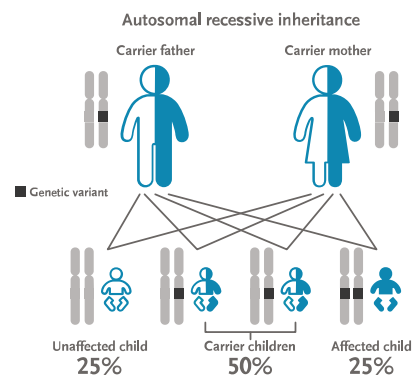 Autosomal recessive inheritance
Carrier father
Carrier mother
Genetic variant
Unaffected child
25%
Carrier children
50%
Affected child
25%